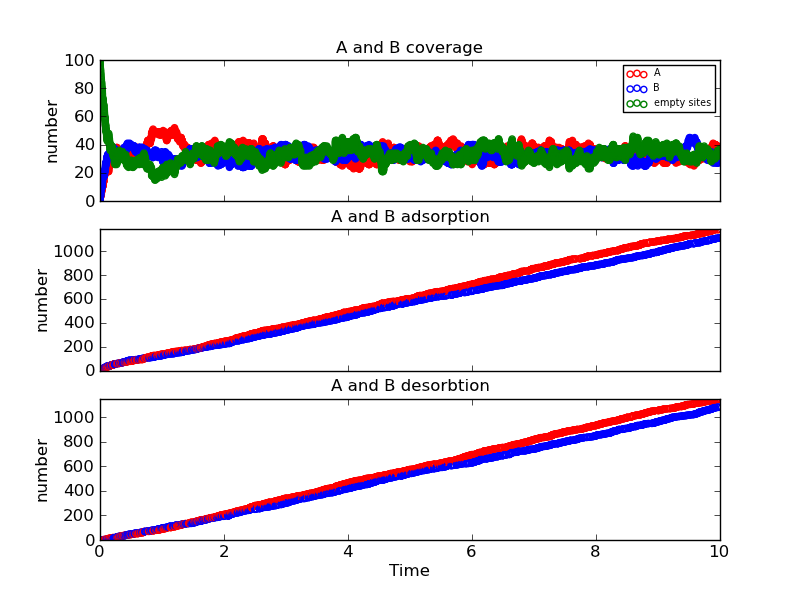 A and B coverage
number
100
80
60
40
20
0
A
B
empty sites
A and B adsorption
number
1000
800
600
400
200
0
A and B desorbtion
number
1000
800
600
400
200
0
0 2 4 6 8 10
Time